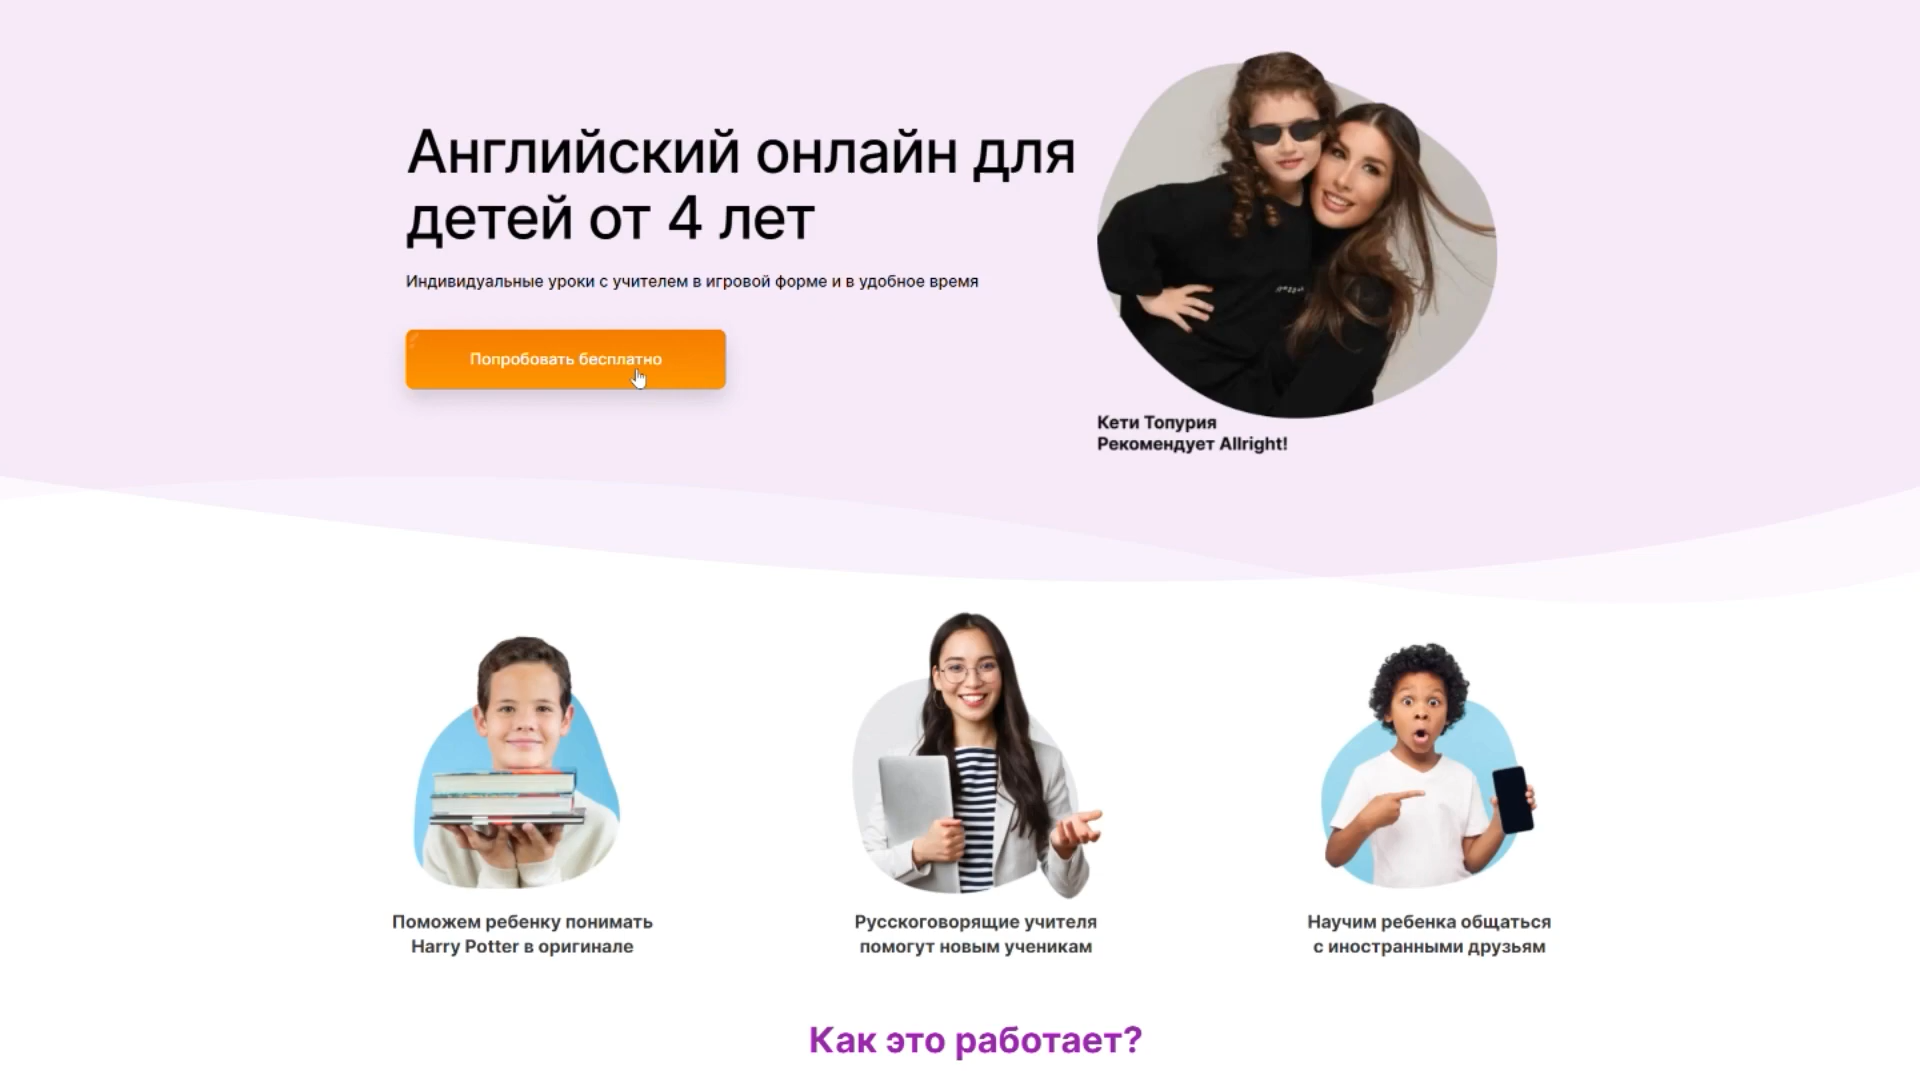 Английский онлайн для
детей от 4 лет
Индивидуальные уроки с учителем в игровой форме и в удобное время
Попробовать бесплатно
Кети Топурия
Рекомендует Allright!
Поможем ребенку понимать
Harry Potter в оригинале
Русскоговорящие учителя
помогут новым ученикам
Научим ребенка общаться
с иностранными друзьям
Как это работает?